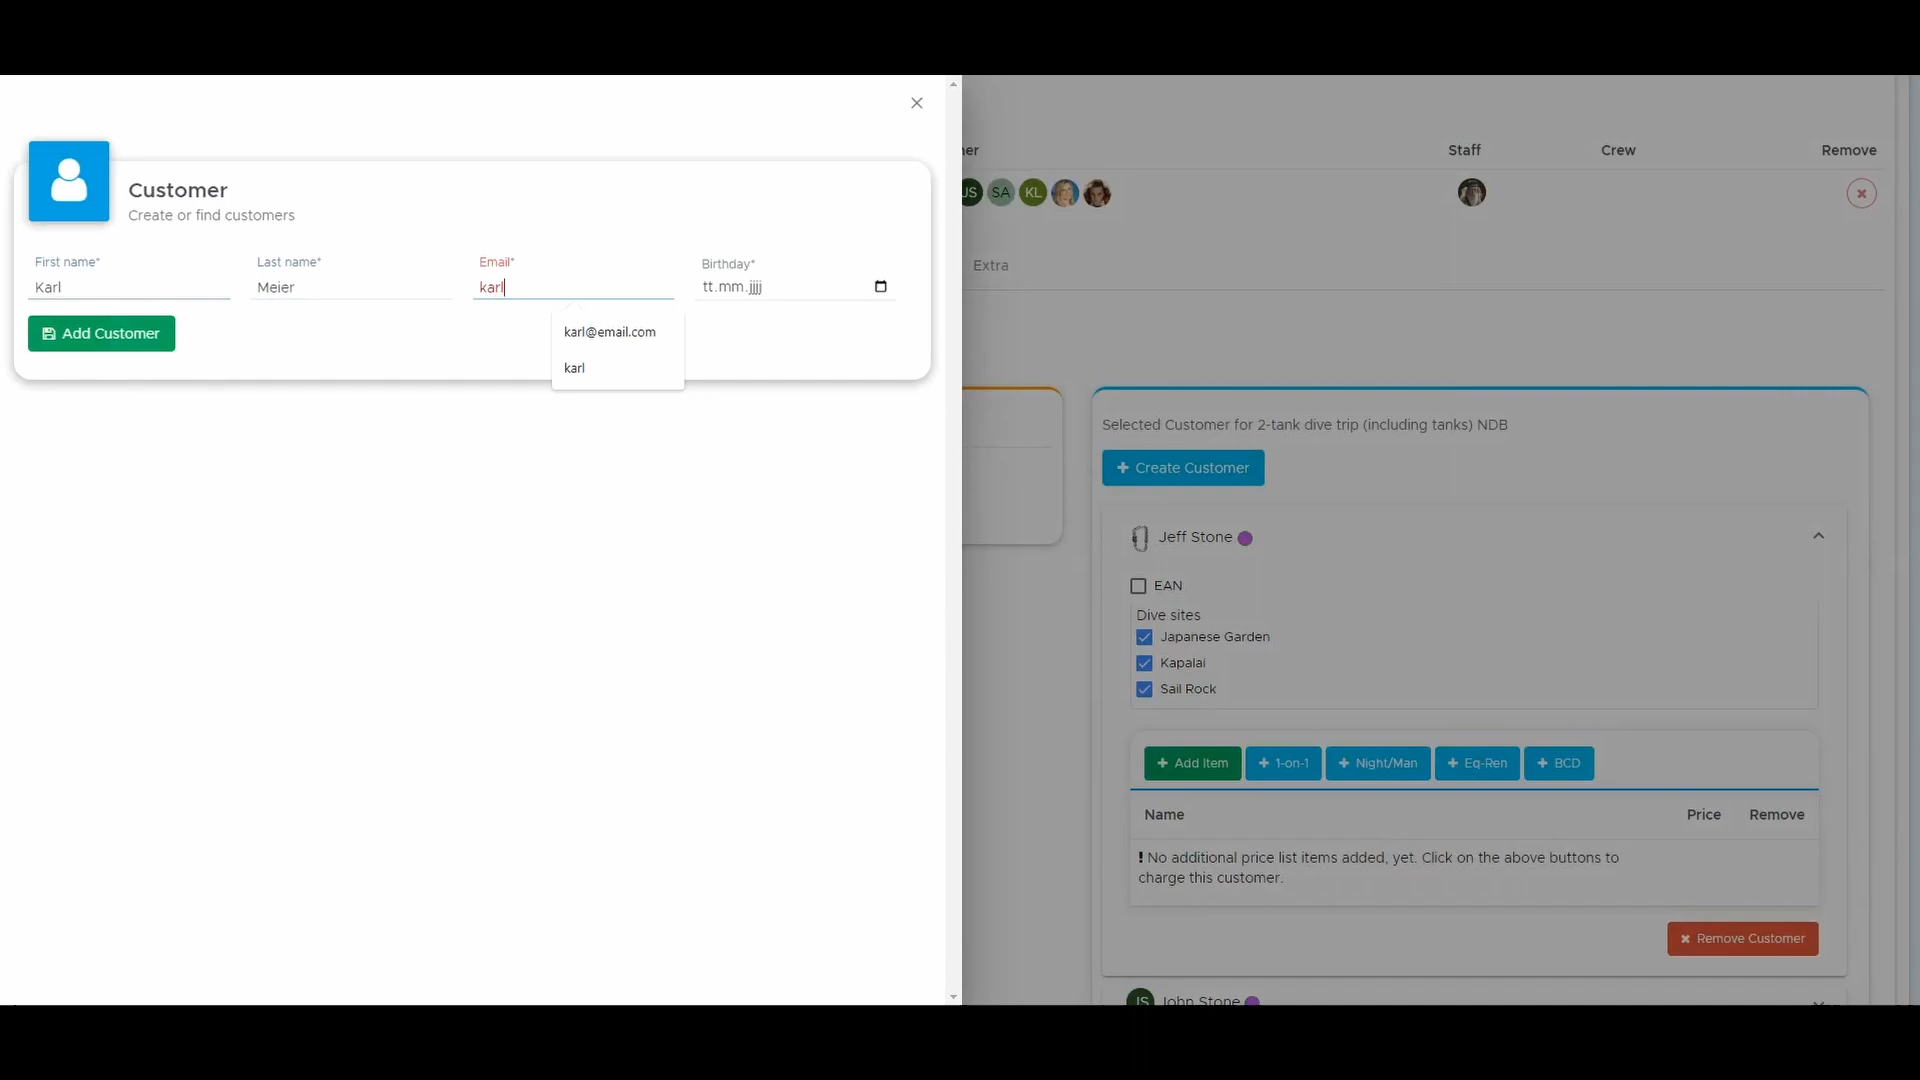 Customer
Create or find customers
First name*
Last name*
Email*
Birthday*
Karl
Meier
karl
tt.mm.jjjj
Add Customer
karl@email.com
karl
Staff
Crew
Remove
JS
SA
KL
Extra
Selected Customer for 2-tank dive trip (including tanks) NDB
Create Customer
Jeff Stone
EAN
Dive sites
Japanese Garden
Kapalai
Sail Rock
Add Item
1-on-1
Night/Man
Eq-Ren
BCD
Name
Price
Remove
! No additional price list items added, yet. Click on the above buttons to
charge this customer.
Remove Customer
JS
John Stone